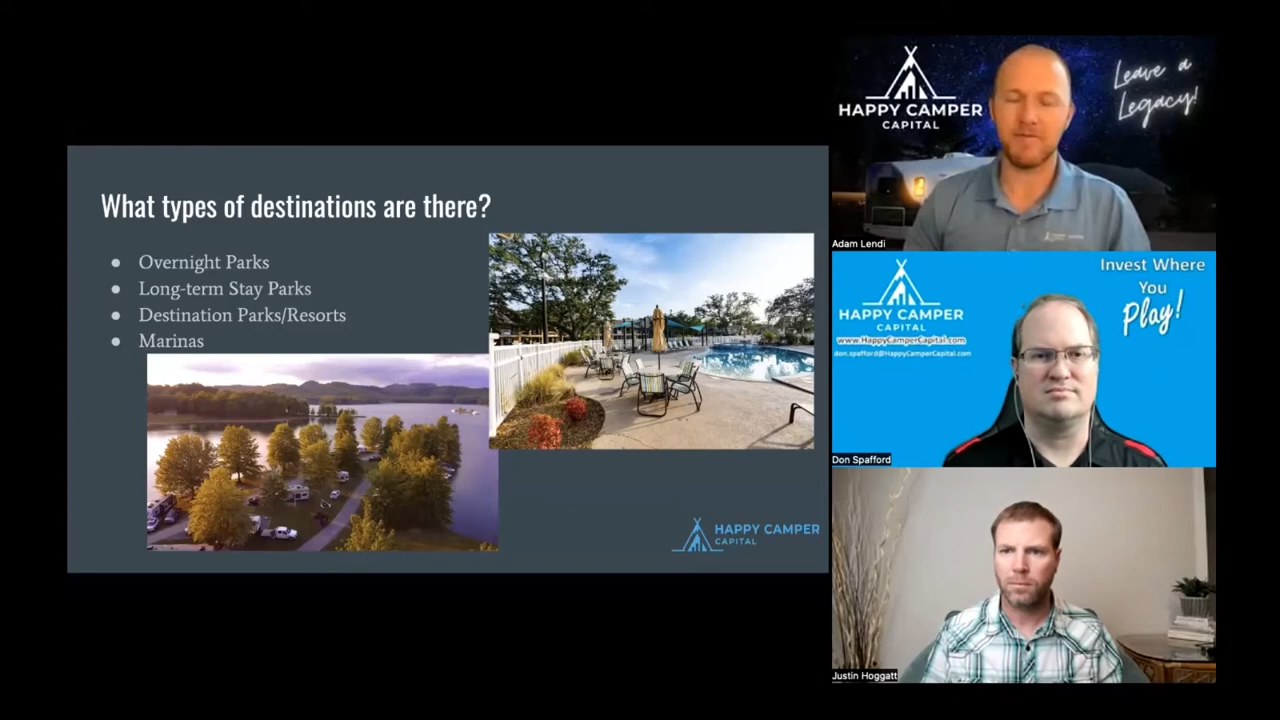 What types of destinations are there?
● Overnight Parks
● Long-term Stay Parks
● Destination Parks/Resorts
● Marinas
HAPPY CAMPER
CAPITAL
HAPPY CAMPER
CAPITAL
Leave a
Legacy!
Adam Lendi
HAPPY CAMPER
CAPITAL
www.HappyCamperCapital.com
don.spafford@HappyCamperCapital.com
Invest Where
You
Play!
Don Spafford
Justin Hoggatt